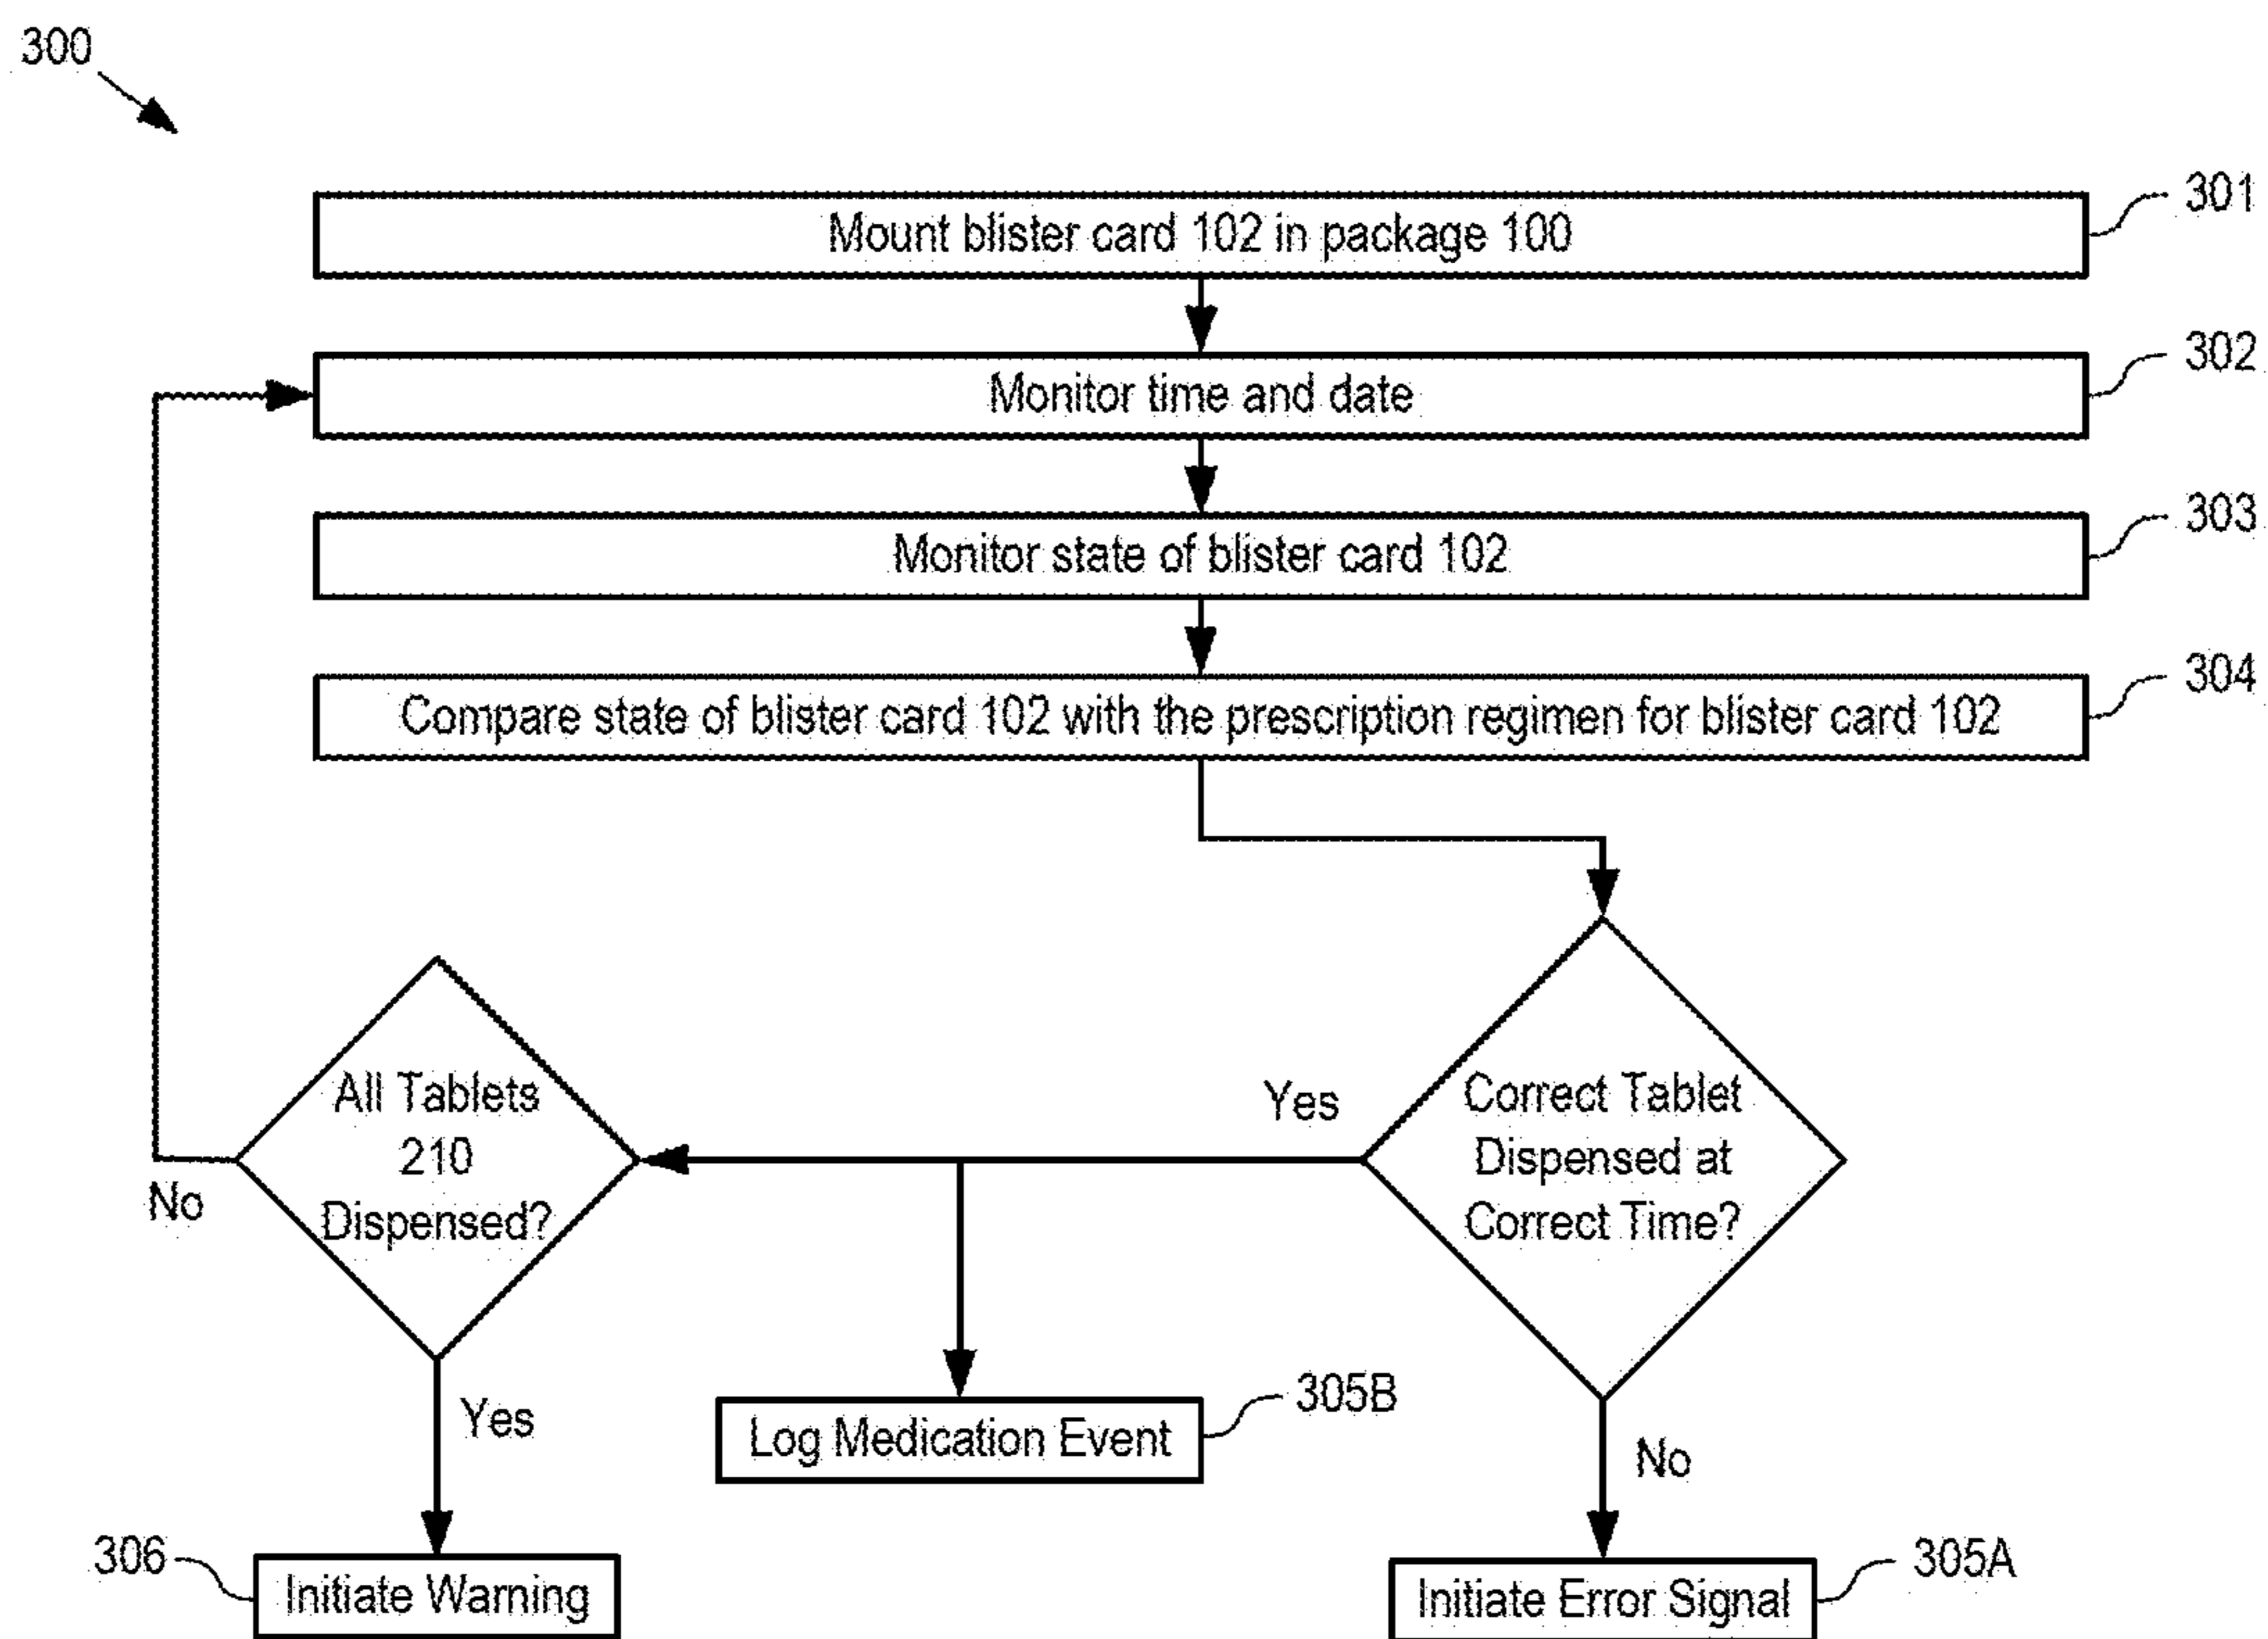 300
Mount blister card 102 in package 100
301
Monitor time and date
302
Monitor state of blister card 102
303
Compare state of blister card 102 with the prescription regimen for blister card 102
304
All Tablets
210
Dispensed?
No
Yes
Yes
Correct Tablet
Dispensed at
Correct Time?
No
Log Medication Event
305B
306
Initiate Warning
Initiate Error Signal
305A